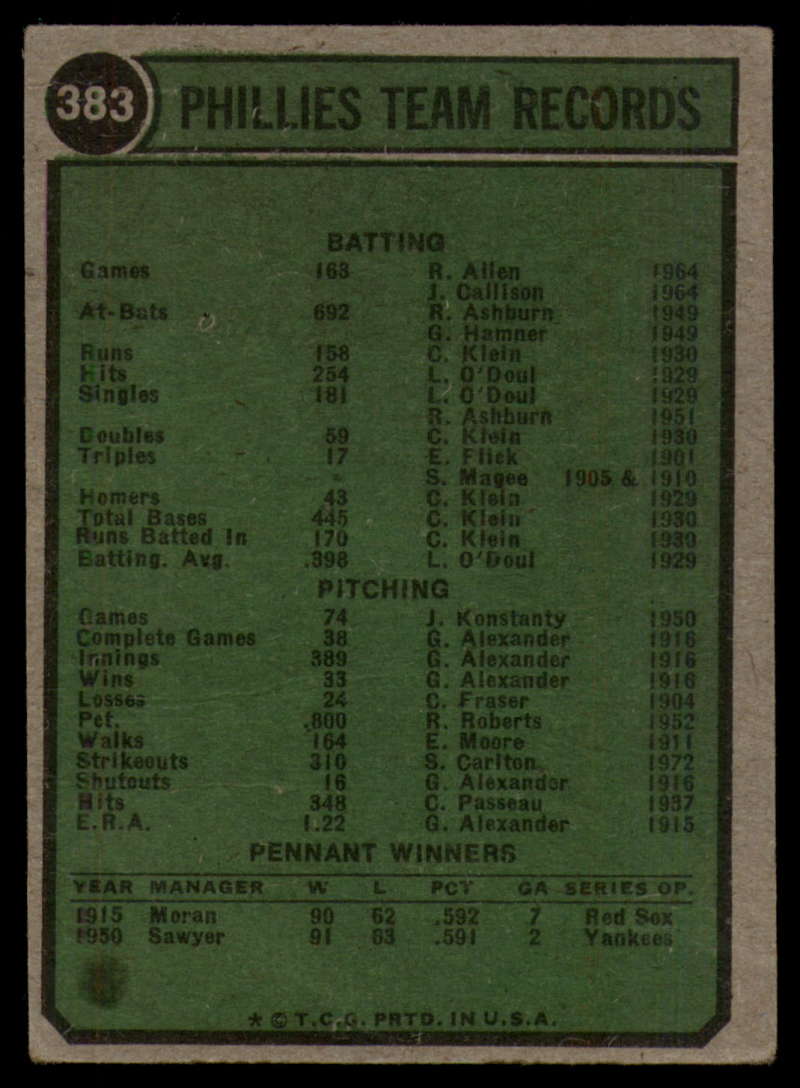 383 PHILLIES TEAM RECORDS
BATTING
Games 163 R. Allen 1964
J. Callison 1964
At-Bats 692 R. Ashburn 1949
G. Hamner 1949
Runs 158 C. Klein 1930
Hits 254 L. O'Doul 1929
Singles 181 L. O'Doul 1929
R. Ashburn 1951
Doubles 59 C. Klein 1930
Triples 17 E. Flick 1901
S. Magee 1905 & 1910
Homers 43 C. Klein 1929
Total Bases 445 C. Klein 1930
Runs Batted In 170 C. Klein 1930
Batting. Avg. .398 L. O'Doul 1929
PITCHING
Games 74 J. Konstanty 1950
Complete Games 38 G. Alexander 1916
Innings 389 G. Alexander 1916
Wins 33 G. Alexander 1916
Losses 24 C. Fraser 1904
Pct. .800 R. Roberts 1952
Walks 164 E. Moore 1911
Strikeouts 310 S. Carlton 1972
Shutouts 16 G. Alexander 1916
Hits 348 C. Passeau 1937
E.R.A. 1.22 G. Alexander 1915
PENNANT WINNERS
YEAR MANAGER W L PCT GA SERIES OP.
1915 Moran 90 62 .592 7 Red Sox
1950 Sawyer 91 63 .591 2 Yankees
* © T.C.G. PRTD. IN U.S.A.